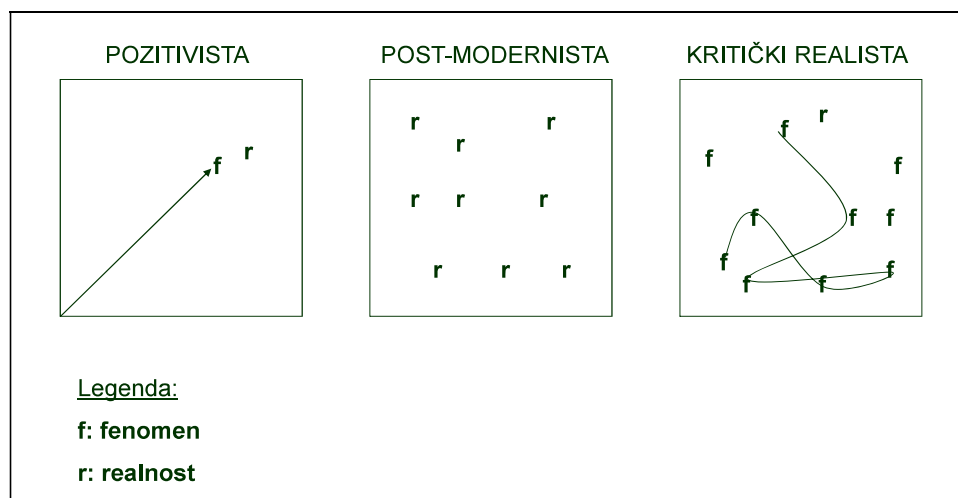 POZITIVISTA
POST-MODERNISTA
KRITIČKI REALISTA
f r
r r
r
r r r
r r r
r
f
f
f
f f f
f
f
f f
Legenda:
f: fenomen
r: realnost